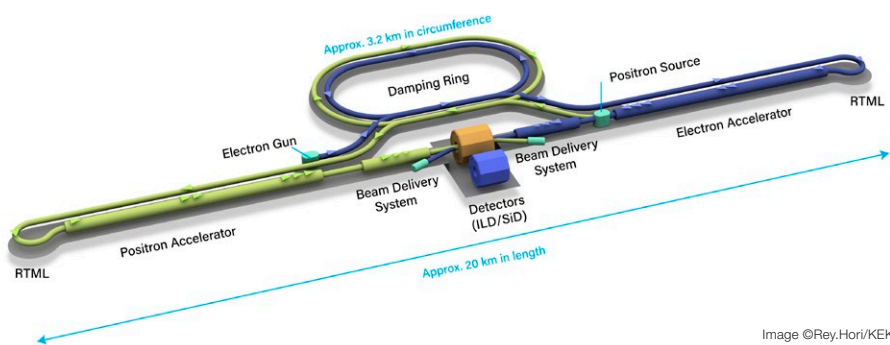 Approx. 3.2 km in circumference
Damping Ring
Positron Source
Electron Gun
RTML
Electron Accelerator
Beam Delivery
System
Beam Delivery
System
Detectors
(ILD/SiD)
Positron Accelerator
RTML
Approx. 20 km in length
Image ©Rey.Hori/KEK